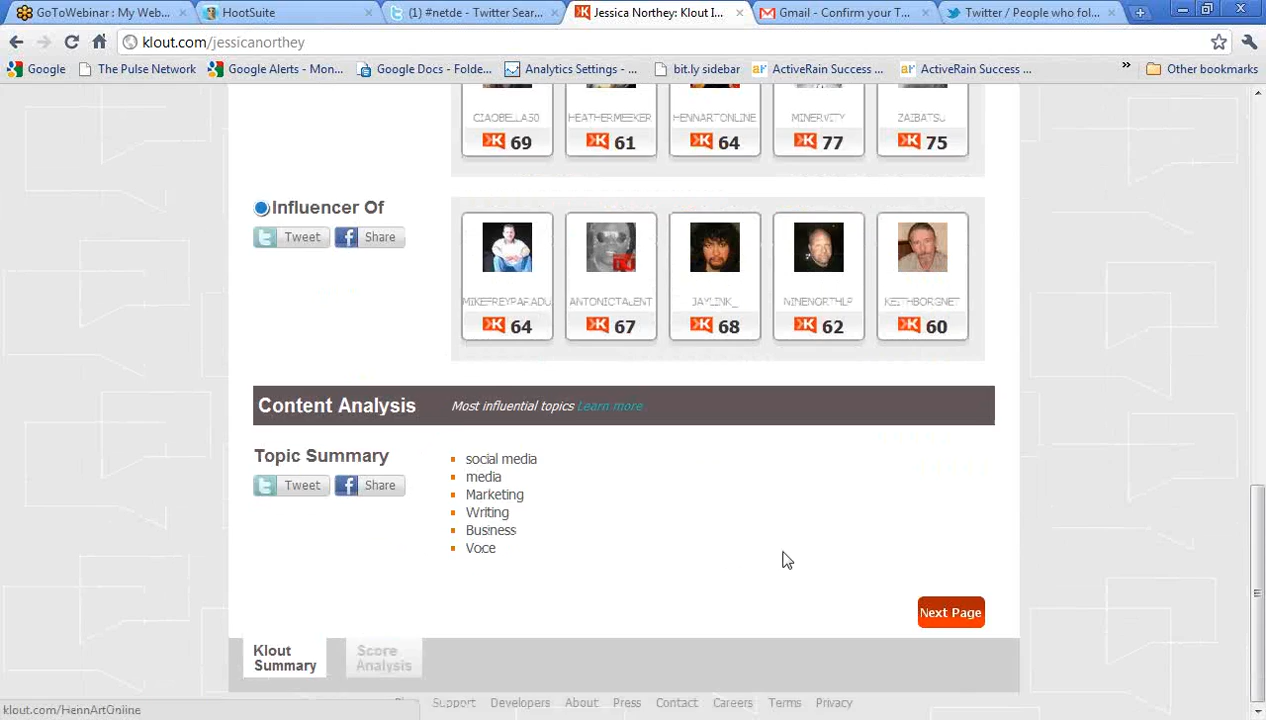 GoToWebinar : My Web...
HootSuite
(1) #netde - Twitter Sear...
Jessica Northey: Klout I...
Gmail - Confirm your T...
Twitter / People who fol...
klout.com/jessicanorthey
Google
The Pulse Network
Google Alerts - Mon...
Google Docs - Folde...
Analytics Settings - ...
bit.ly sidebar
ActiveRain Success ...
ActiveRain Success ...
Other bookmarks
CIAOBELLA50
HEATHERMEEKER
HENNARTONLINE
MINERVITY
ZAIBATSU
69
61
64
77
75
Influencer Of
Tweet
Share
MIKEFREYPARADU
ANTONIOTALENT
JAYLINK_
NINENORTHLP
KEITHBORGNET
64
67
68
62
60
Content Analysis
Most influential topics Learn more
Topic Summary
Tweet
Share
social media
media
Marketing
Writing
Business
Voce
Next Page
Klout
Summary
Score
Analysis
Support
Developers
About
Press
Contact
Careers
Terms
Privacy
klout.com/HennArtOnline